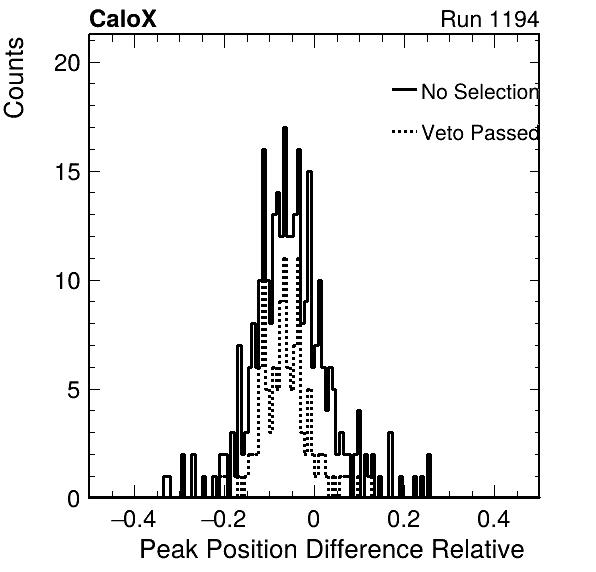 CaloX Run 1194
Counts
20
No Selection
Veto Passed
15
10
5
0
−0.4 −0.2 0 0.2 0.4
Peak Position Difference Relative